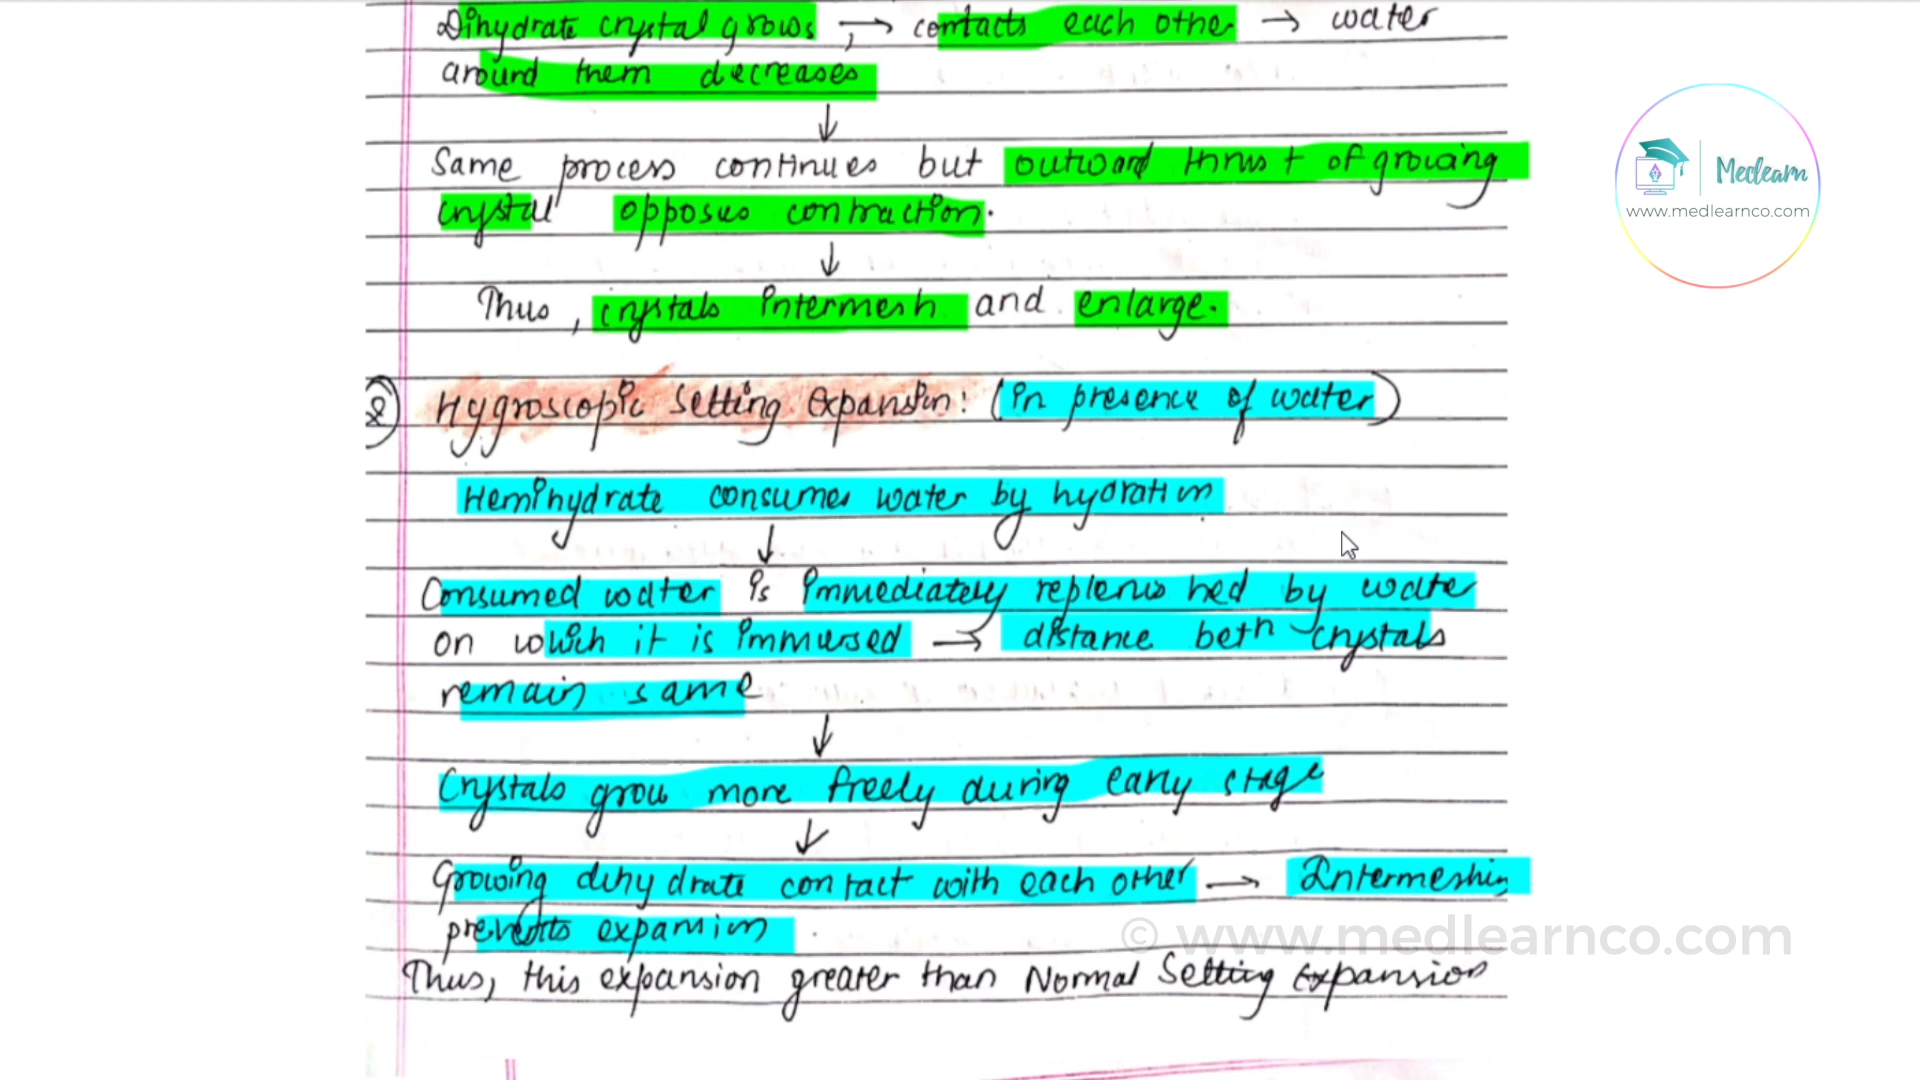 Dihydrate crystal grows, → contacts each other → water
around them decreases
↓
Same process continues but outward thrust of growing
crystal opposes contraction.
↓
Thus, crystals intermesh and enlarge.
② Hygroscopic Setting Expansion: (in presence of water)
Hemihydrate consumes water by hydration
↓
Consumed water is immediately replenished by water
on which it is immersed → distance betn crystals
remain same
↓
Crystals grow more freely during early stage
↓
Growing dihydrate contact with each other → Intermeshing
prevents expansion
Thus, this expansion greater than Normal Setting Expansion
Medlearn
www.medlearnco.com
© www.medlearnco.com